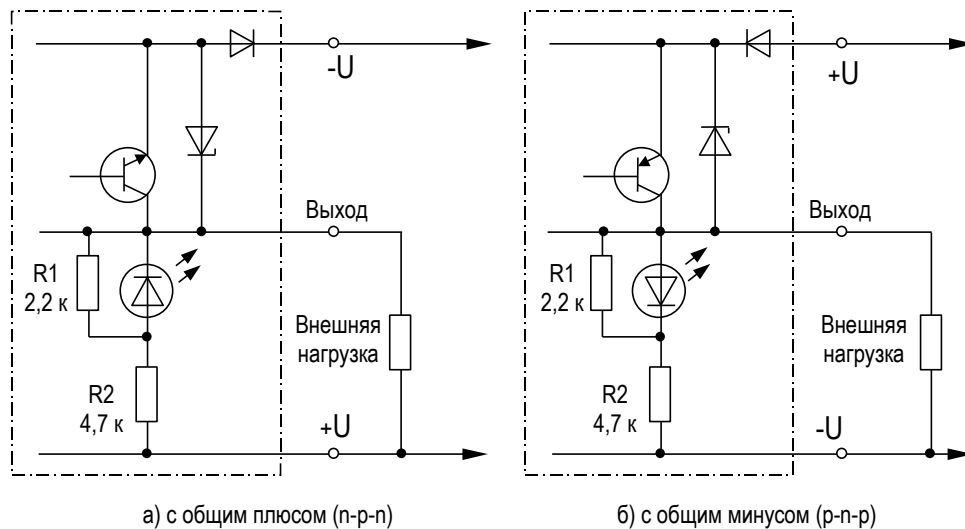 -U
Выход
R1
2,2 к
Внешняя
нагрузка
R2
4,7 к
+U
а) с общим плюсом (n-p-n)
+U
Выход
R1
2,2 к
Внешняя
нагрузка
R2
4,7 к
-U
б) с общим минусом (p-n-p)